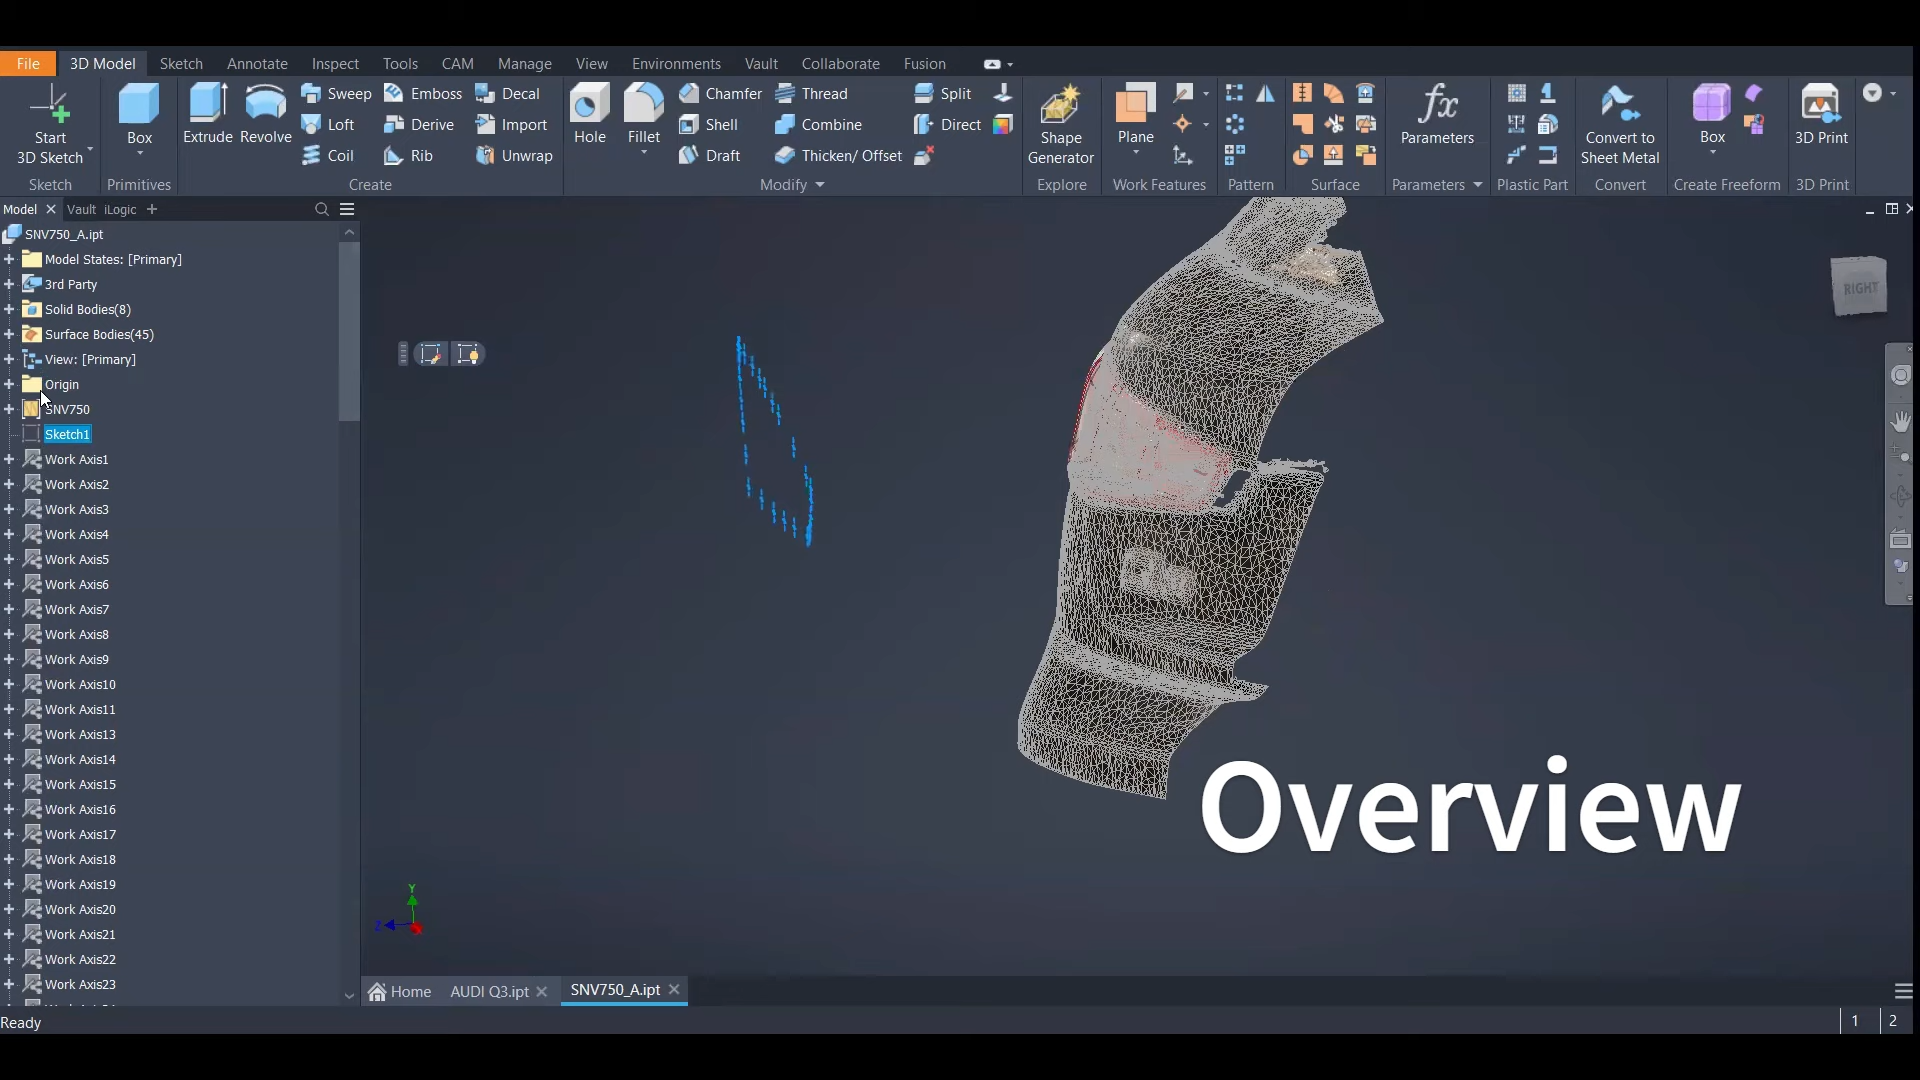 File 3D Model Sketch Annotate Inspect Tools CAM Manage View Environments Vault Collaborate Fusion
Start
3D Sketch
Sketch
Box
Primitives
Extrude
Revolve
Sweep
Loft
Coil
Emboss
Derive
Rib
Decal
Import
Unwrap
Create
Hole
Fillet
Chamfer
Shell
Draft
Thread
Combine
Thicken/ Offset
Split
Direct
Modify
Shape
Generator
Explore
Plane
Work Features
Pattern
Surface
fx
Parameters
Parameters
Plastic Part
Convert to
Sheet Metal
Convert
Box
Create Freeform
3D Print
3D Print
Model Vault iLogic
SNV750_A.ipt
Model States: [Primary]
3rd Party
Solid Bodies(8)
Surface Bodies(45)
View: [Primary]
Origin
SNV750
Sketch1
Work Axis1
Work Axis2
Work Axis3
Work Axis4
Work Axis5
Work Axis6
Work Axis7
Work Axis8
Work Axis9
Work Axis10
Work Axis11
Work Axis13
Work Axis14
Work Axis15
Work Axis16
Work Axis17
Work Axis18
Work Axis19
Work Axis20
Work Axis21
Work Axis22
Work Axis23
RIGHT
Overview
Y
Z
Home AUDI Q3.ipt SNV750_A.ipt
Ready
1 2